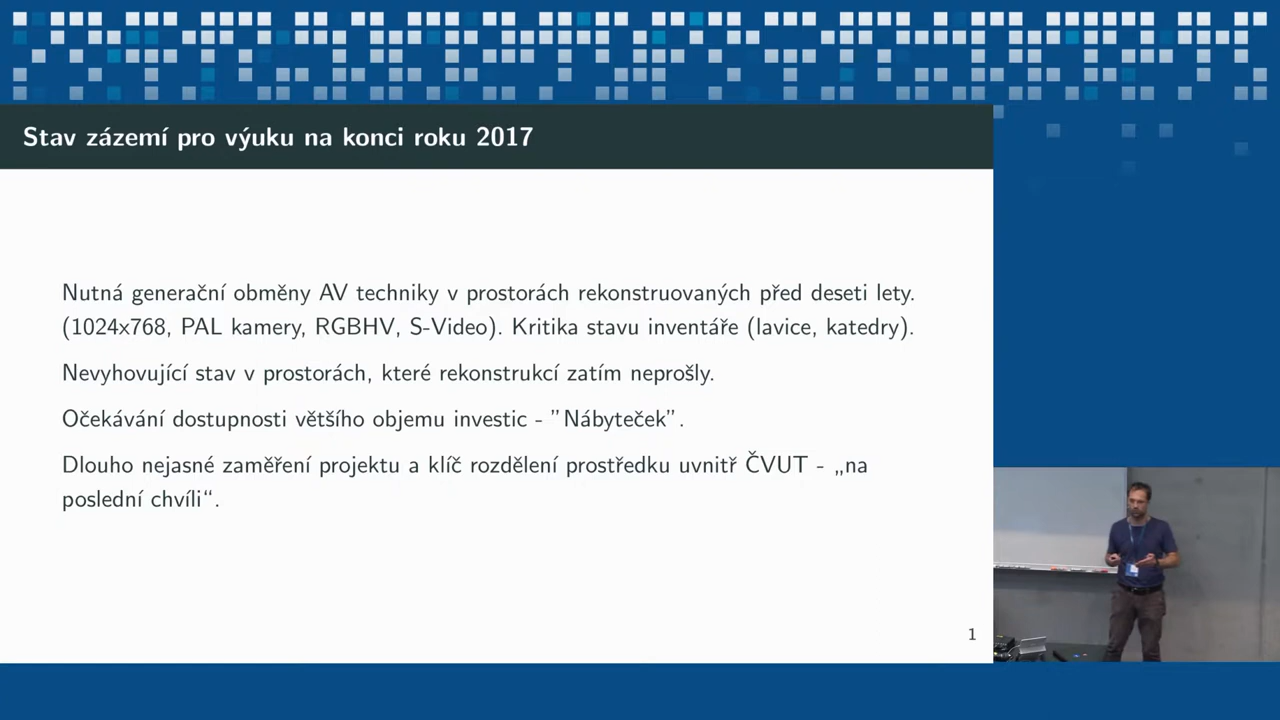 Stav zázemí pro výuku na konci roku 2017
Nutná generační obměny AV techniky v prostorách rekonstruovaných před deseti lety.
(1024x768, PAL kamery, RGBHV, S-Video). Kritika stavu inventáře (lavice, katedry).
Nevyhovující stav v prostorách, které rekonstrukcí zatím neprošly.
Očekávání dostupnosti většího objemu investic - ”Nábyteček”.
Dlouho nejasné zaměření projektu a klíč rozdělení prostředku uvnitř ČVUT - „na
poslední chvíli“.
1